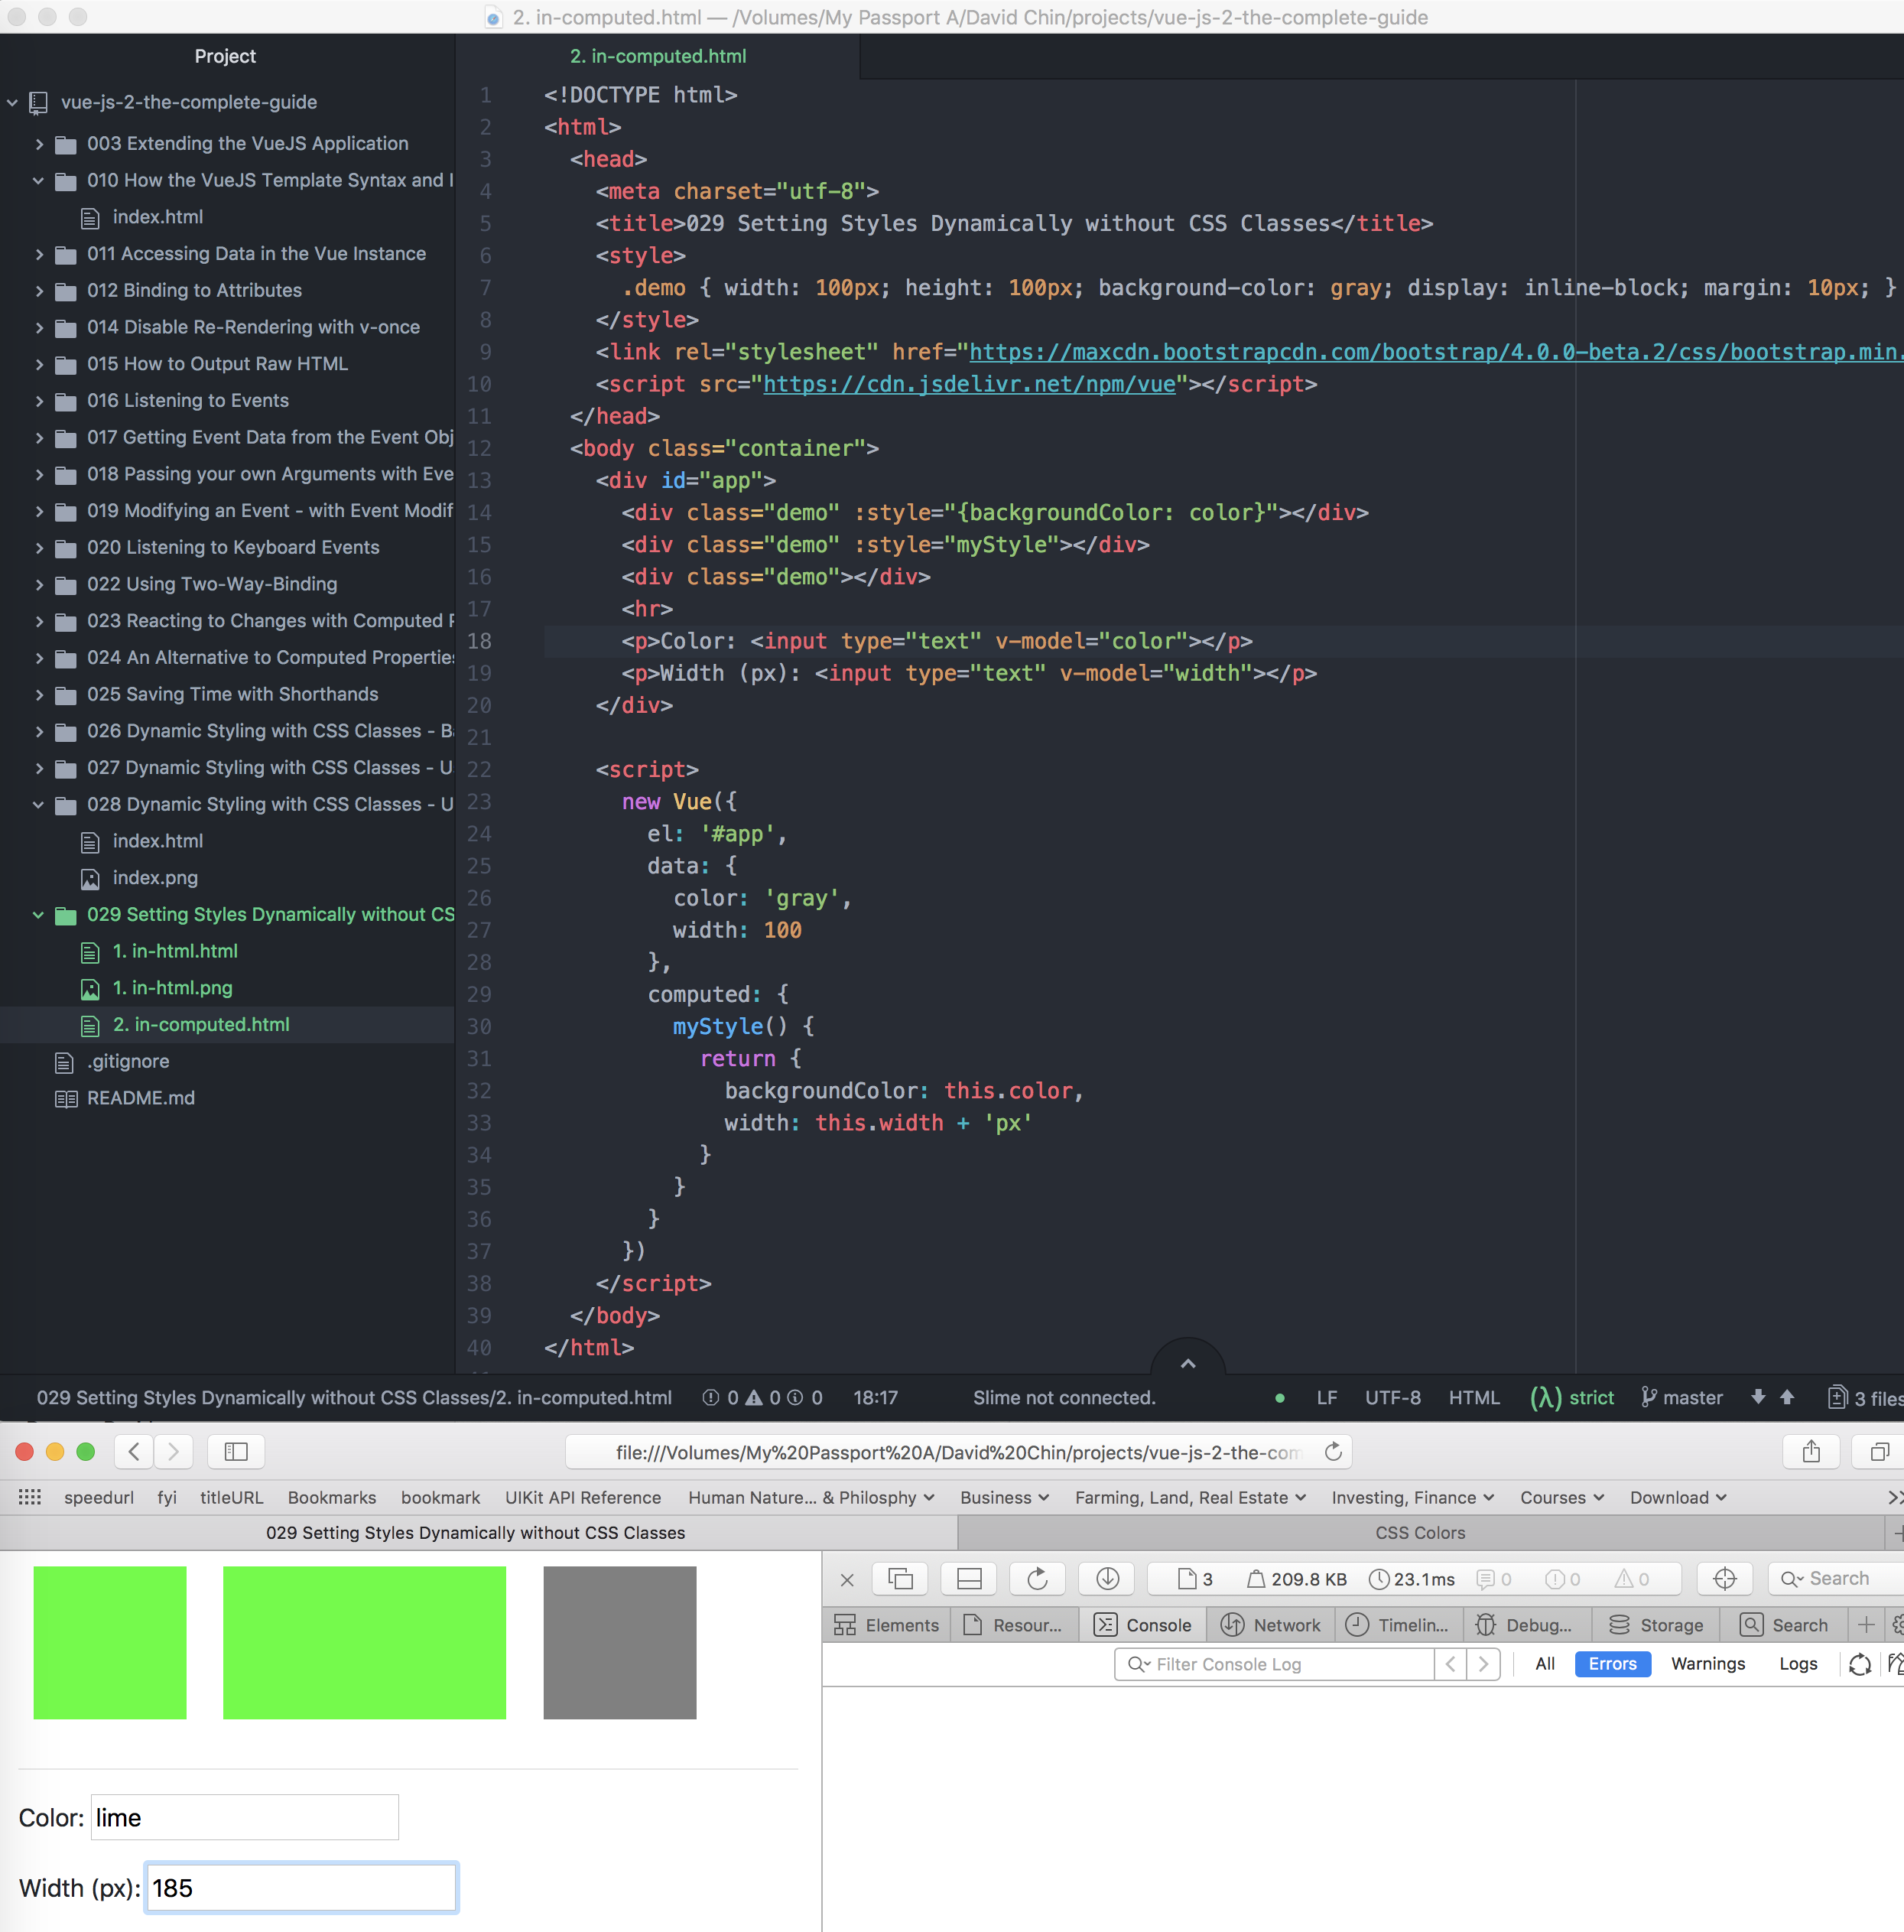 2. in-computed.html — /Volumes/My Passport A/David Chin/projects/vue-js-2-the-complete-guide
Project
vue-js-2-the-complete-guide
003 Extending the VueJS Application
010 How the VueJS Template Syntax and I
index.html
011 Accessing Data in the Vue Instance
012 Binding to Attributes
014 Disable Re-Rendering with v-once
015 How to Output Raw HTML
016 Listening to Events
017 Getting Event Data from the Event Obj
018 Passing your own Arguments with Eve
019 Modifying an Event - with Event Modif
020 Listening to Keyboard Events
022 Using Two-Way-Binding
023 Reacting to Changes with Computed P
024 An Alternative to Computed Properties
025 Saving Time with Shorthands
026 Dynamic Styling with CSS Classes - Ba
027 Dynamic Styling with CSS Classes - U
028 Dynamic Styling with CSS Classes - U
index.html
index.png
029 Setting Styles Dynamically without CS
1. in-html.html
1. in-html.png
2. in-computed.html
.gitignore
README.md
2. in-computed.html
1 <!DOCTYPE html>
2 <html>
3 <head>
4 <meta charset="utf-8">
5 <title>029 Setting Styles Dynamically without CSS Classes</title>
6 <style>
7 .demo { width: 100px; height: 100px; background-color: gray; display: inline-block; margin: 10px; }
8 </style>
9 <link rel="stylesheet" href="https://maxcdn.bootstrapcdn.com/bootstrap/4.0.0-beta.2/css/bootstrap.min.
10 <script src="https://cdn.jsdelivr.net/npm/vue"></script>
11 </head>
12 <body class="container">
13 <div id="app">
14 <div class="demo" :style="{backgroundColor: color}"></div>
15 <div class="demo" :style="myStyle"></div>
16 <div class="demo"></div>
17 <hr>
18 <p>Color: <input type="text" v-model="color"></p>
19 <p>Width (px): <input type="text" v-model="width"></p>
20 </div>
21
22 <script>
23 new Vue({
24 el: '#app',
25 data: {
26 color: 'gray',
27 width: 100
28 },
29 computed: {
30 myStyle() {
31 return {
32 backgroundColor: this.color,
33 width: this.width + 'px'
34 }
35 }
36 }
37 })
38 </script>
39 </body>
40 </html>
029 Setting Styles Dynamically without CSS Classes/2. in-computed.html 0 0 0 18:17 Slime not connected. LF UTF-8 HTML (λ) strict master 3 files
file:///Volumes/My%20Passport%20A/David%20Chin/projects/vue-js-2-the-com
speedurl fyi titleURL Bookmarks bookmark UIKit API Reference Human Nature... & Philosphy Business Farming, Land, Real Estate Investing, Finance Courses Download
029 Setting Styles Dynamically without CSS Classes CSS Colors
3 209.8 KB 23.1ms 0 0 0 Search
Elements Resour... Console Network Timelin... Debug... Storage Search
Filter Console Log All Errors Warnings Logs
Color: lime
Width (px): 185